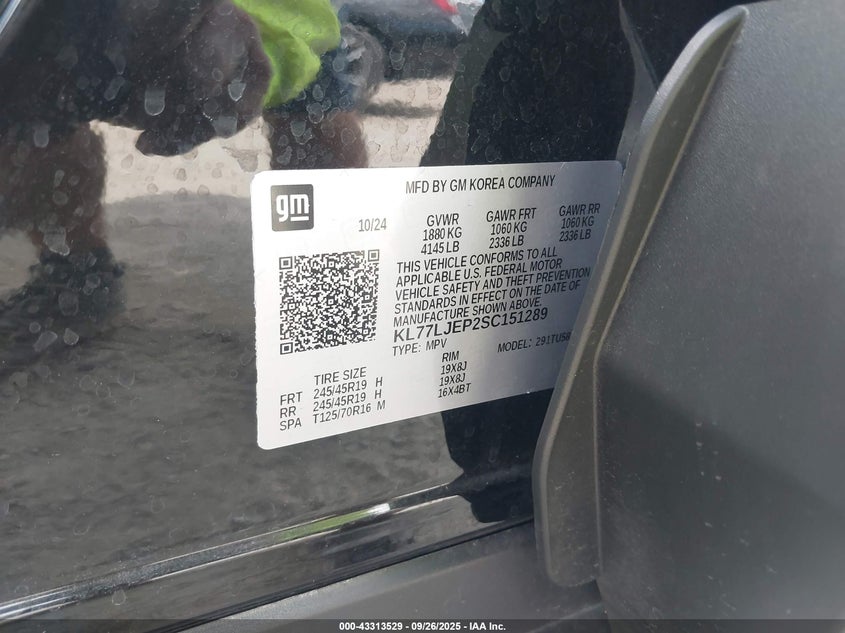 gm
MFD BY GM KOREA COMPANY
10/24
GVWR GAWR FRT GAWR RR
1880 KG 1060 KG 1060 KG
4145 LB 2336 LB 2336 LB
THIS VEHICLE CONFORMS TO ALL
APPLICABLE U.S. FEDERAL MOTOR
VEHICLE SAFETY AND THEFT PREVENTION
STANDARDS IN EFFECT ON THE DATE OF
MANUFACTURE SHOWN ABOVE.
KL77LJEP2SC151289
TYPE: MPV MODEL:
TIRE SIZE RIM
FRT 245/45R19 H 19X8J
RR 245/45R19 H 19X8J
SPA T125/70R16 M 16X4BT
000-43313529 - 09/26/2025 - IAA Inc.